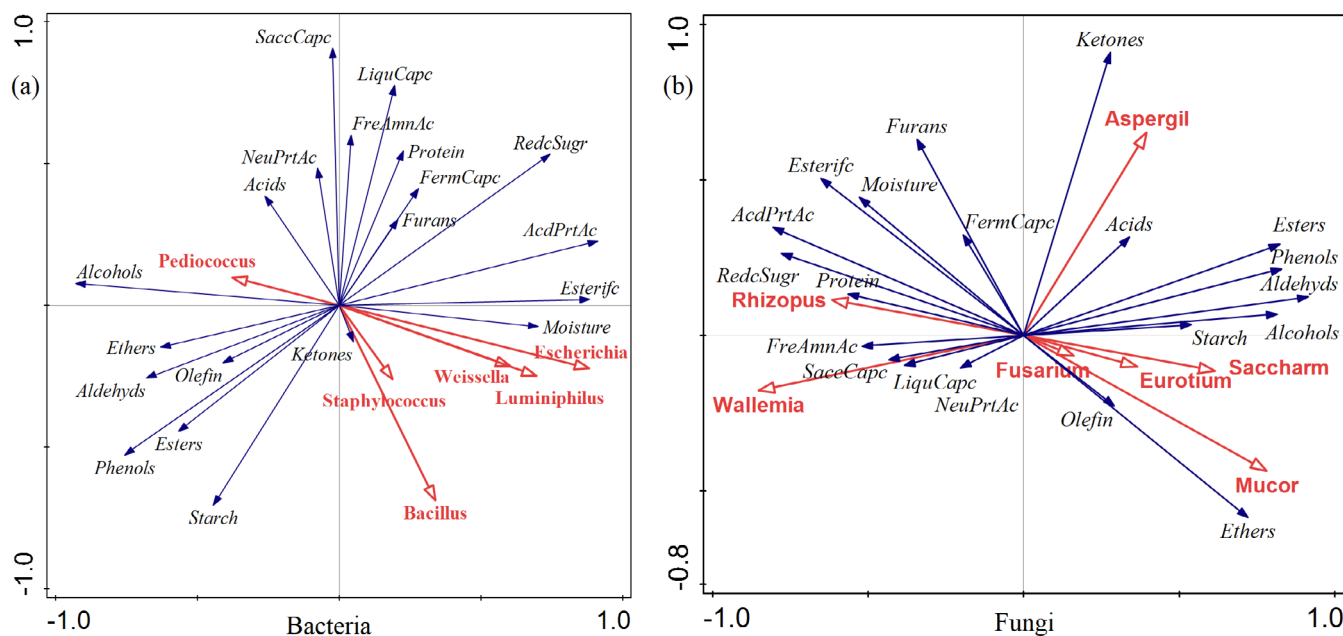 (a)
1.0
SaccCapc
LiquCapc
FreAmnAc
NeuPrtAc
Protein
RedcSugr
Acids
FermCapc
Furans
AcdPrtAc
Pediococcus
Alcohols
Esterifc
Moisture
Ethers
Ketones
Escherichia
Olefin
Weissella
Aldehyds
Staphylococcus
Luminiphilus
Esters
Phenols
Starch
Bacillus
-1.0
-1.0
Bacteria
1.0
(b)
1.0
Ketones
Aspergil
Furans
Esterifc
Moisture
AcdPrtAc
FermCapc
Acids
Esters
Phenols
RedcSugr
Protein
Aldehyds
Rhizopus
Starch
Alcohols
FreAmnAc
SaccCapc
LiquCapc
Fusarium
Eurotium
Saccharm
Wallemia
NeuPrtAc
Olefin
Mucor
Ethers
-0.8
-1.0
Fungi
1.0